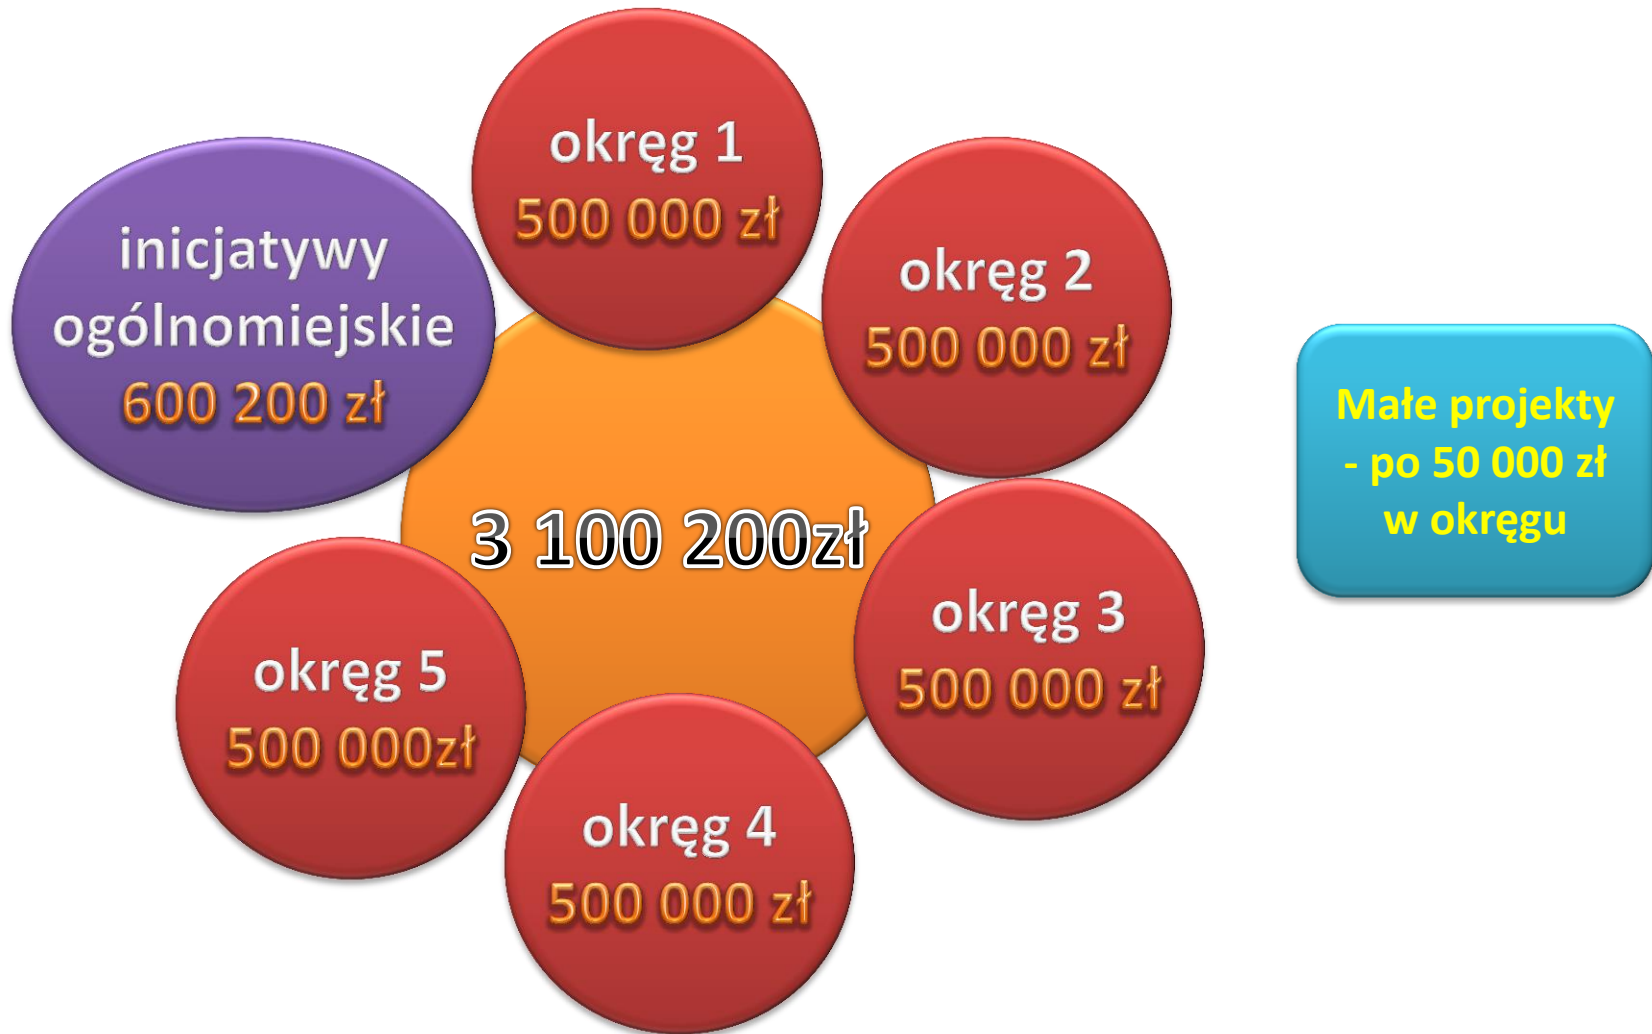 okręg 1
500 000 zł
inicjatywy
ogólnomiejskie
600 200 zł
okręg 2
500 000 zł
3 100 200zł
okręg 3
500 000 zł
okręg 4
500 000 zł
okręg 5
500 000zł
Małe projekty
- po 50 000 zł
w okręgu